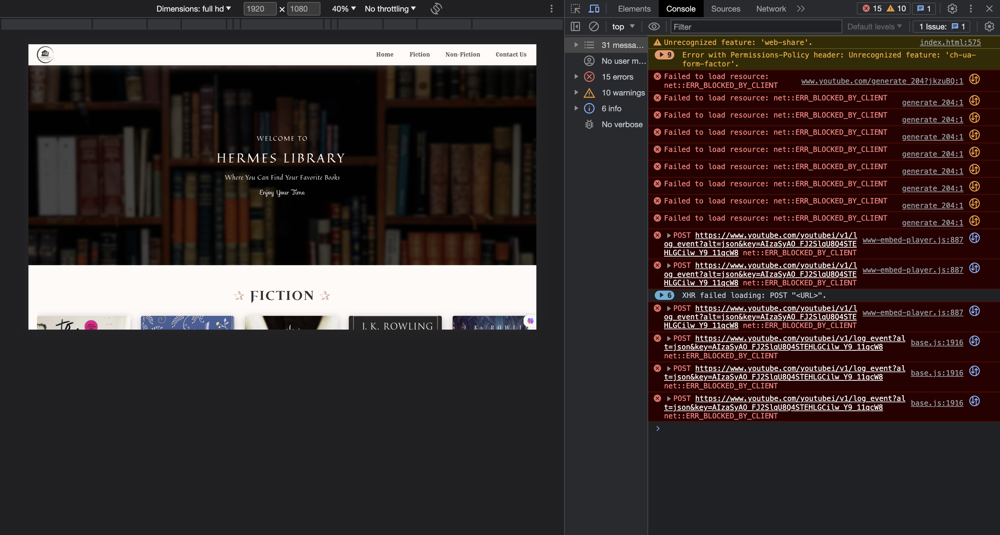 Dimensions: full hd 1920 × 1080 40% No throttling
Elements Console Sources Network 15 10 1
top Filter Default levels 1 Issue: 1
Home Fiction Non-Fiction Contact Us
WELCOME TO
HERMES LIBRARY
Where You Can Find Your Favorite Books
Enjoy Your Time
FICTION
NEW
J. K. ROWLING
31 messa...
No user m...
15 errors
10 warnings
6 info
No verbose
Unrecognized feature: 'web-share'. index.html:575
9 Error with Permissions-Policy header: Unrecognized feature: 'ch-ua-
form-factor'.
Failed to load resource:
net::ERR_BLOCKED_BY_CLIENT www.youtube.com/generate_204?jkzuBQ:1
Failed to load resource: net::ERR_BLOCKED_BY_CLIENT generate_204:1
Failed to load resource: net::ERR_BLOCKED_BY_CLIENT generate_204:1
Failed to load resource: net::ERR_BLOCKED_BY_CLIENT generate_204:1
Failed to load resource: net::ERR_BLOCKED_BY_CLIENT generate_204:1
Failed to load resource: net::ERR_BLOCKED_BY_CLIENT generate_204:1
Failed to load resource: net::ERR_BLOCKED_BY_CLIENT generate_204:1
Failed to load resource: net::ERR_BLOCKED_BY_CLIENT generate_204:1
Failed to load resource: net::ERR_BLOCKED_BY_CLIENT generate_204:1
POST https://www.youtube.com/youtubei/v1/l
og_event?alt=json&key=AIzaSyAO_FJ2SlqU8Q4STE www-embed-player.js:887
HLGCilw_Y9_11qcW8 net::ERR_BLOCKED_BY_CLIENT
POST https://www.youtube.com/youtubei/v1/l
og_event?alt=json&key=AIzaSyAO_FJ2SlqU8Q4STE www-embed-player.js:887
HLGCilw_Y9_11qcW8 net::ERR_BLOCKED_BY_CLIENT
6 XHR failed loading: POST "<URL>".
POST https://www.youtube.com/youtubei/v1/l
og_event?alt=json&key=AIzaSyAO_FJ2SlqU8Q4STE www-embed-player.js:887
HLGCilw_Y9_11qcW8 net::ERR_BLOCKED_BY_CLIENT
POST https://www.youtube.com/youtubei/v1/log_event?al
t=json&key=AIzaSyAO_FJ2SlqU8Q4STEHLGCilw_Y9_11qcW8 base.js:1916
net::ERR_BLOCKED_BY_CLIENT
POST https://www.youtube.com/youtubei/v1/log_event?al
t=json&key=AIzaSyAO_FJ2SlqU8Q4STEHLGCilw_Y9_11qcW8 base.js:1916
net::ERR_BLOCKED_BY_CLIENT
POST https://www.youtube.com/youtubei/v1/log_event?al
t=json&key=AIzaSyAO_FJ2SlqU8Q4STEHLGCilw_Y9_11qcW8 base.js:1916
net::ERR_BLOCKED_BY_CLIENT